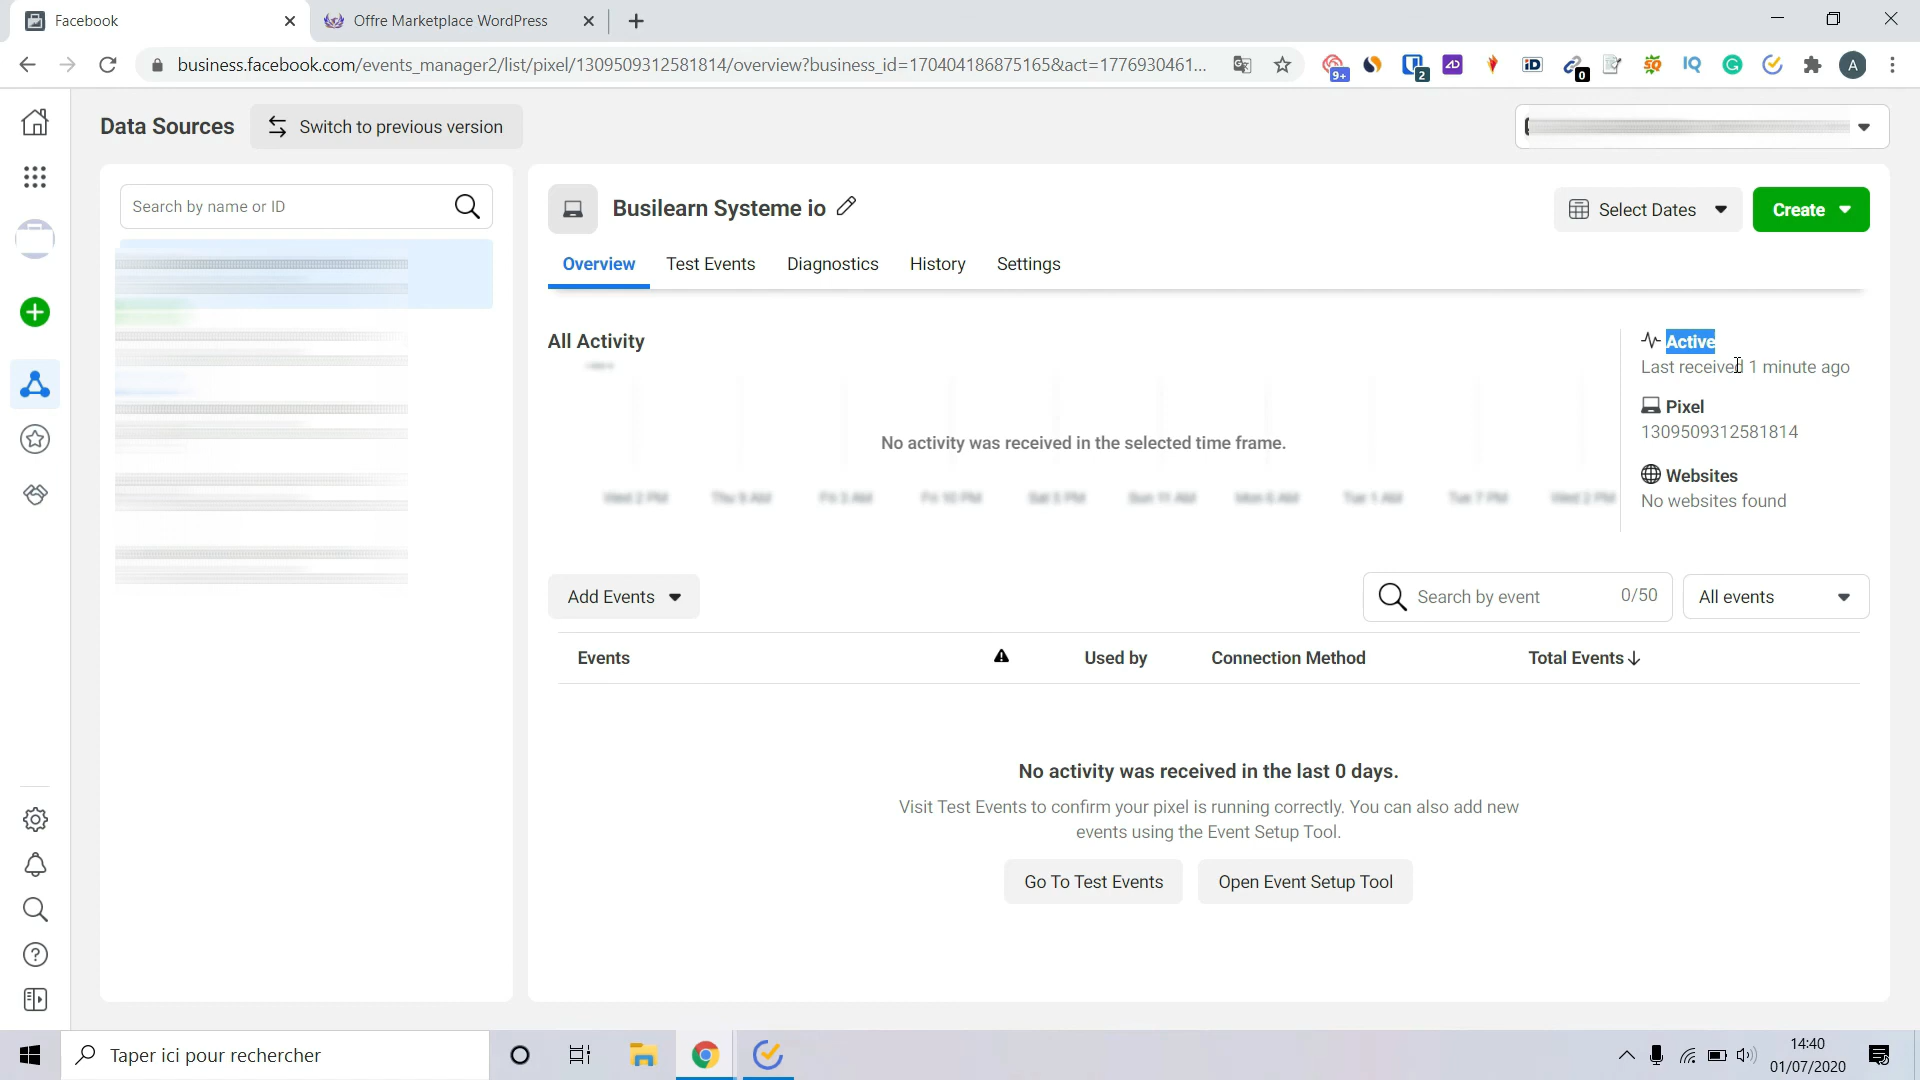 Facebook
Offre Marketplace WordPress
business.facebook.com/events_manager2/list/pixel/1309509312581814/overview?business_id=170404186875165&act=1776930461...
9+
2
0
A
Data Sources
Switch to previous version
Search by name or ID
Busilearn Systeme io
Select Dates
Create
Overview
Test Events
Diagnostics
History
Settings
All Activity
Active
Last received 1 minute ago
Pixel
1309509312581814
No activity was received in the selected time frame.
Websites
No websites found
Wed 2 PM
Thu 9 AM
Fri 3 AM
Fri 10 PM
Sat 5 PM
Sun 11 AM
Mon 6 AM
Tue 1 AM
Tue 7 PM
Wed 2 PM
Add Events
Search by event
0/50
All events
Events
Used by
Connection Method
Total Events
No activity was received in the last 0 days.
Visit Test Events to confirm your pixel is running correctly. You can also add new
events using the Event Setup Tool.
Go To Test Events
Open Event Setup Tool
Taper ici pour rechercher
14:40
01/07/2020